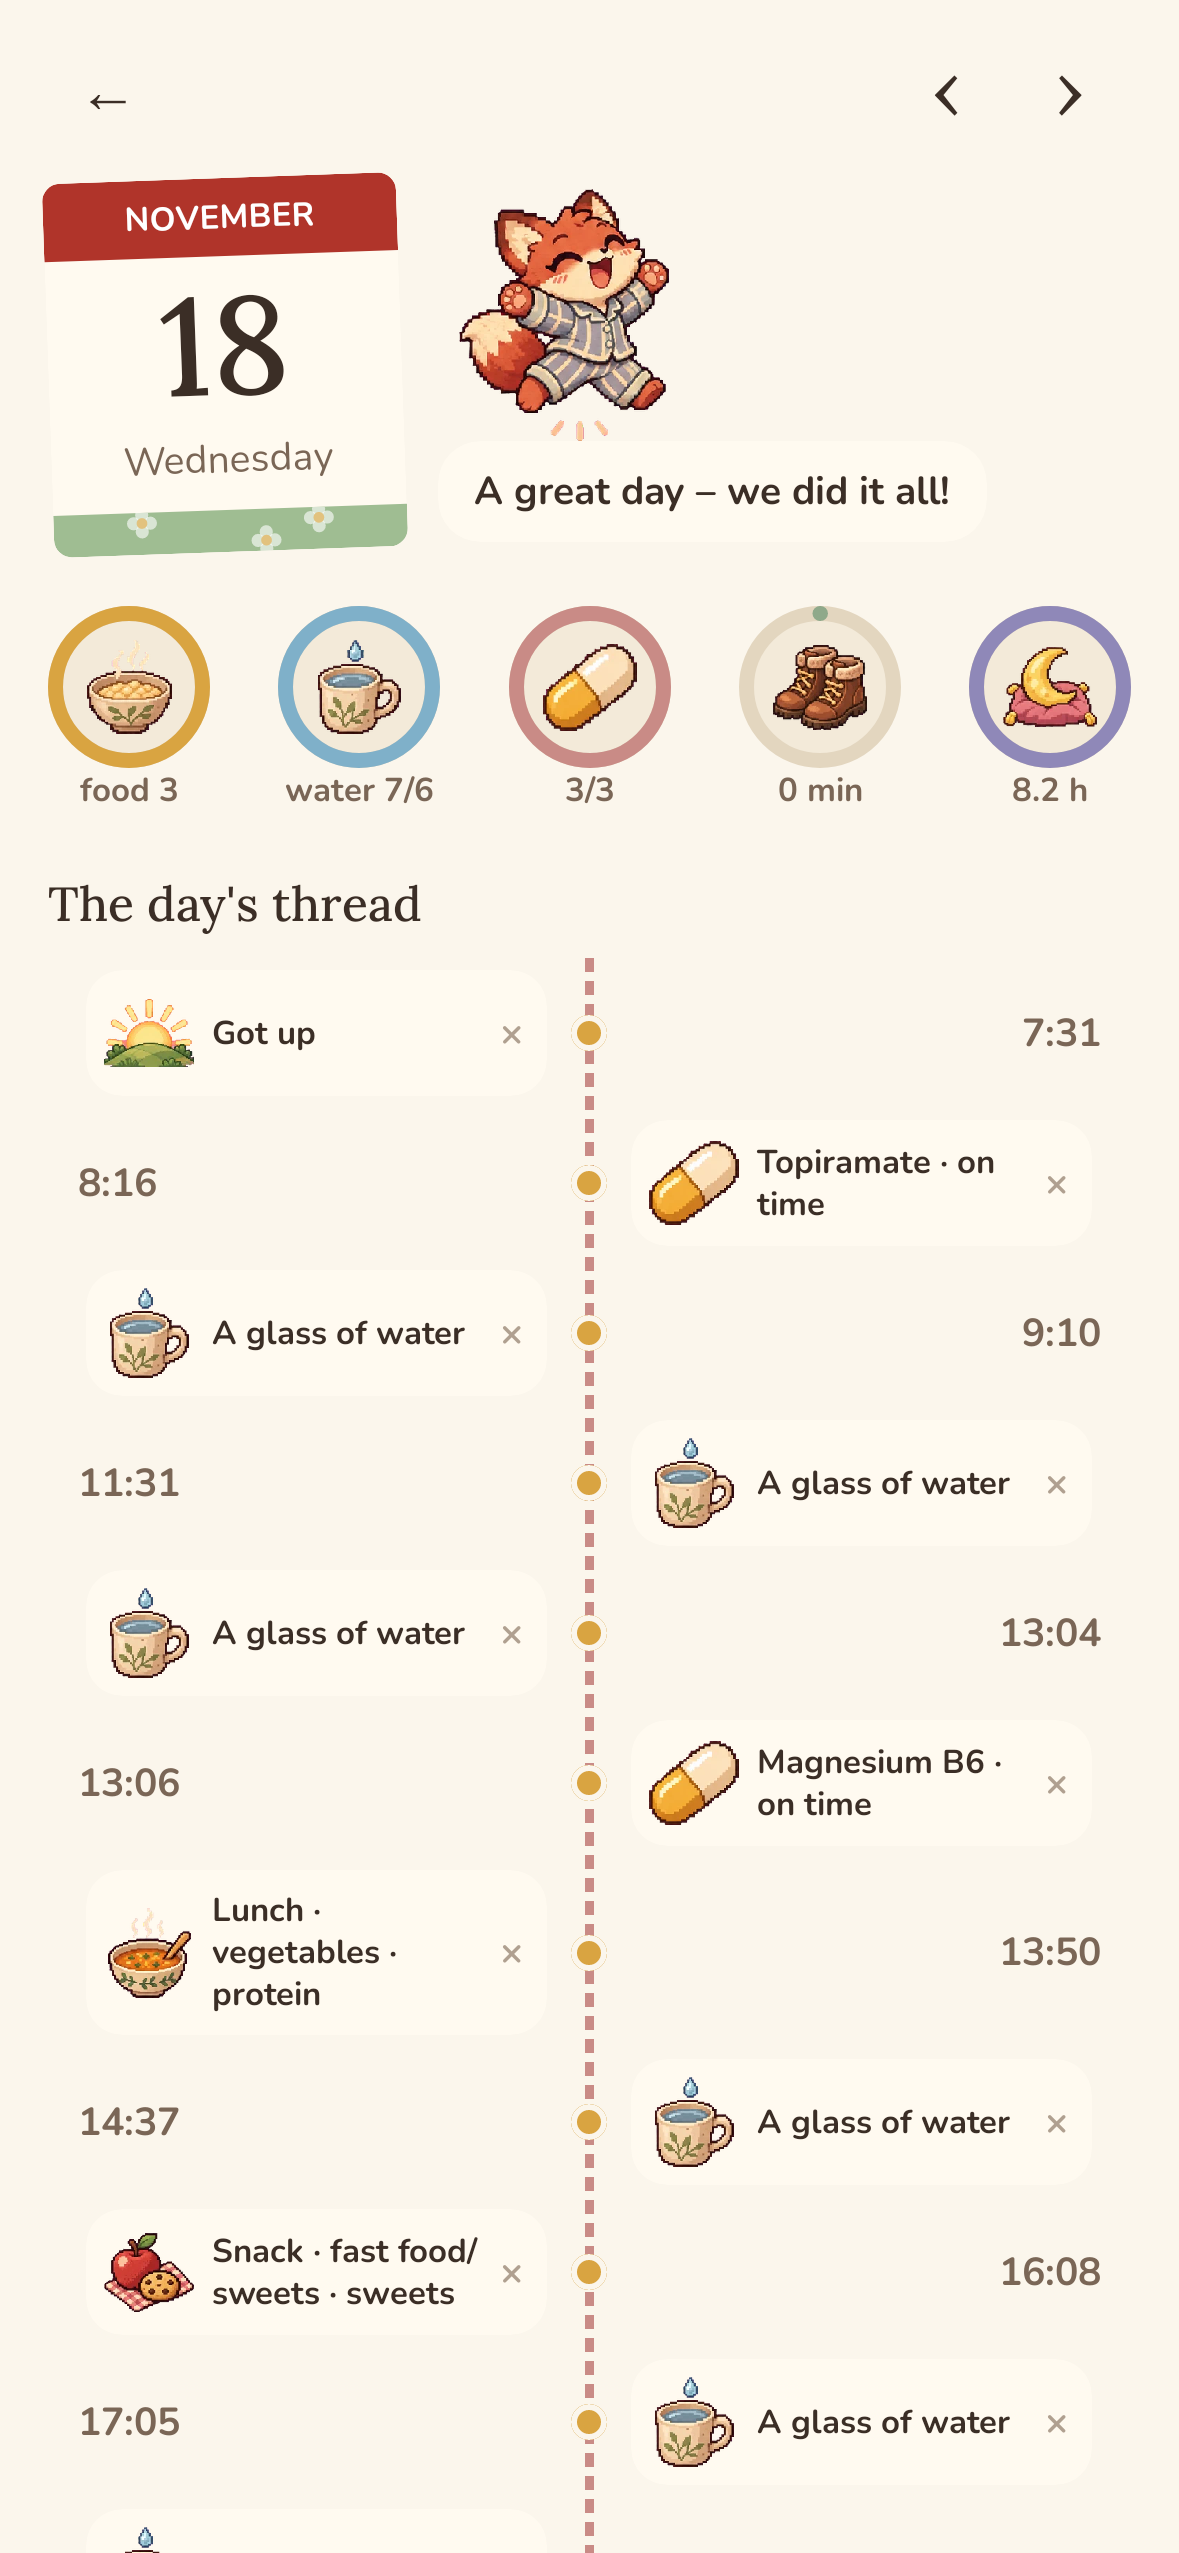 NOVEMBER
18
Wednesday
A great day – we did it all!
food 3
water 7/6
3/3
0 min
8.2 h
The day's thread
Got up
7:31
8:16
Topiramate · on
time
A glass of water
9:10
11:31
A glass of water
A glass of water
13:04
13:06
Magnesium B6 ·
on time
Lunch ·
vegetables ·
protein
13:50
14:37
A glass of water
Snack · fast food/
sweets · sweets
16:08
17:05
A glass of water